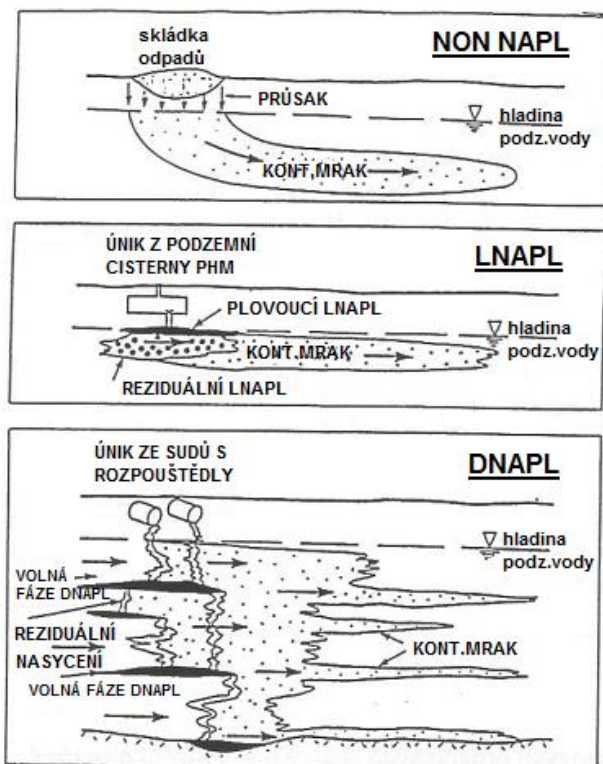 skládka
odpadů
NON NAPL
PRŮSAK
hladina
podz.vody
KONT,MRAK
ÚNIK Z PODZEMNÍ
CISTERNY PHM
LNAPL
PLOVOUCÍ LNAPL
hladina
podz.vody
KONT.MRAK
REZIDUÁLNÍ LNAPL
ÚNIK ZE SUDŮ S
ROZPOUŠTĚDLY
DNAPL
hladina
podz.vody
VOLNÁ
FÁZE DNAPL
REZIDUÁLNÍ
NASYCENÍ
KONT.MRAK
VOLNÁ FÁZE DNAPL